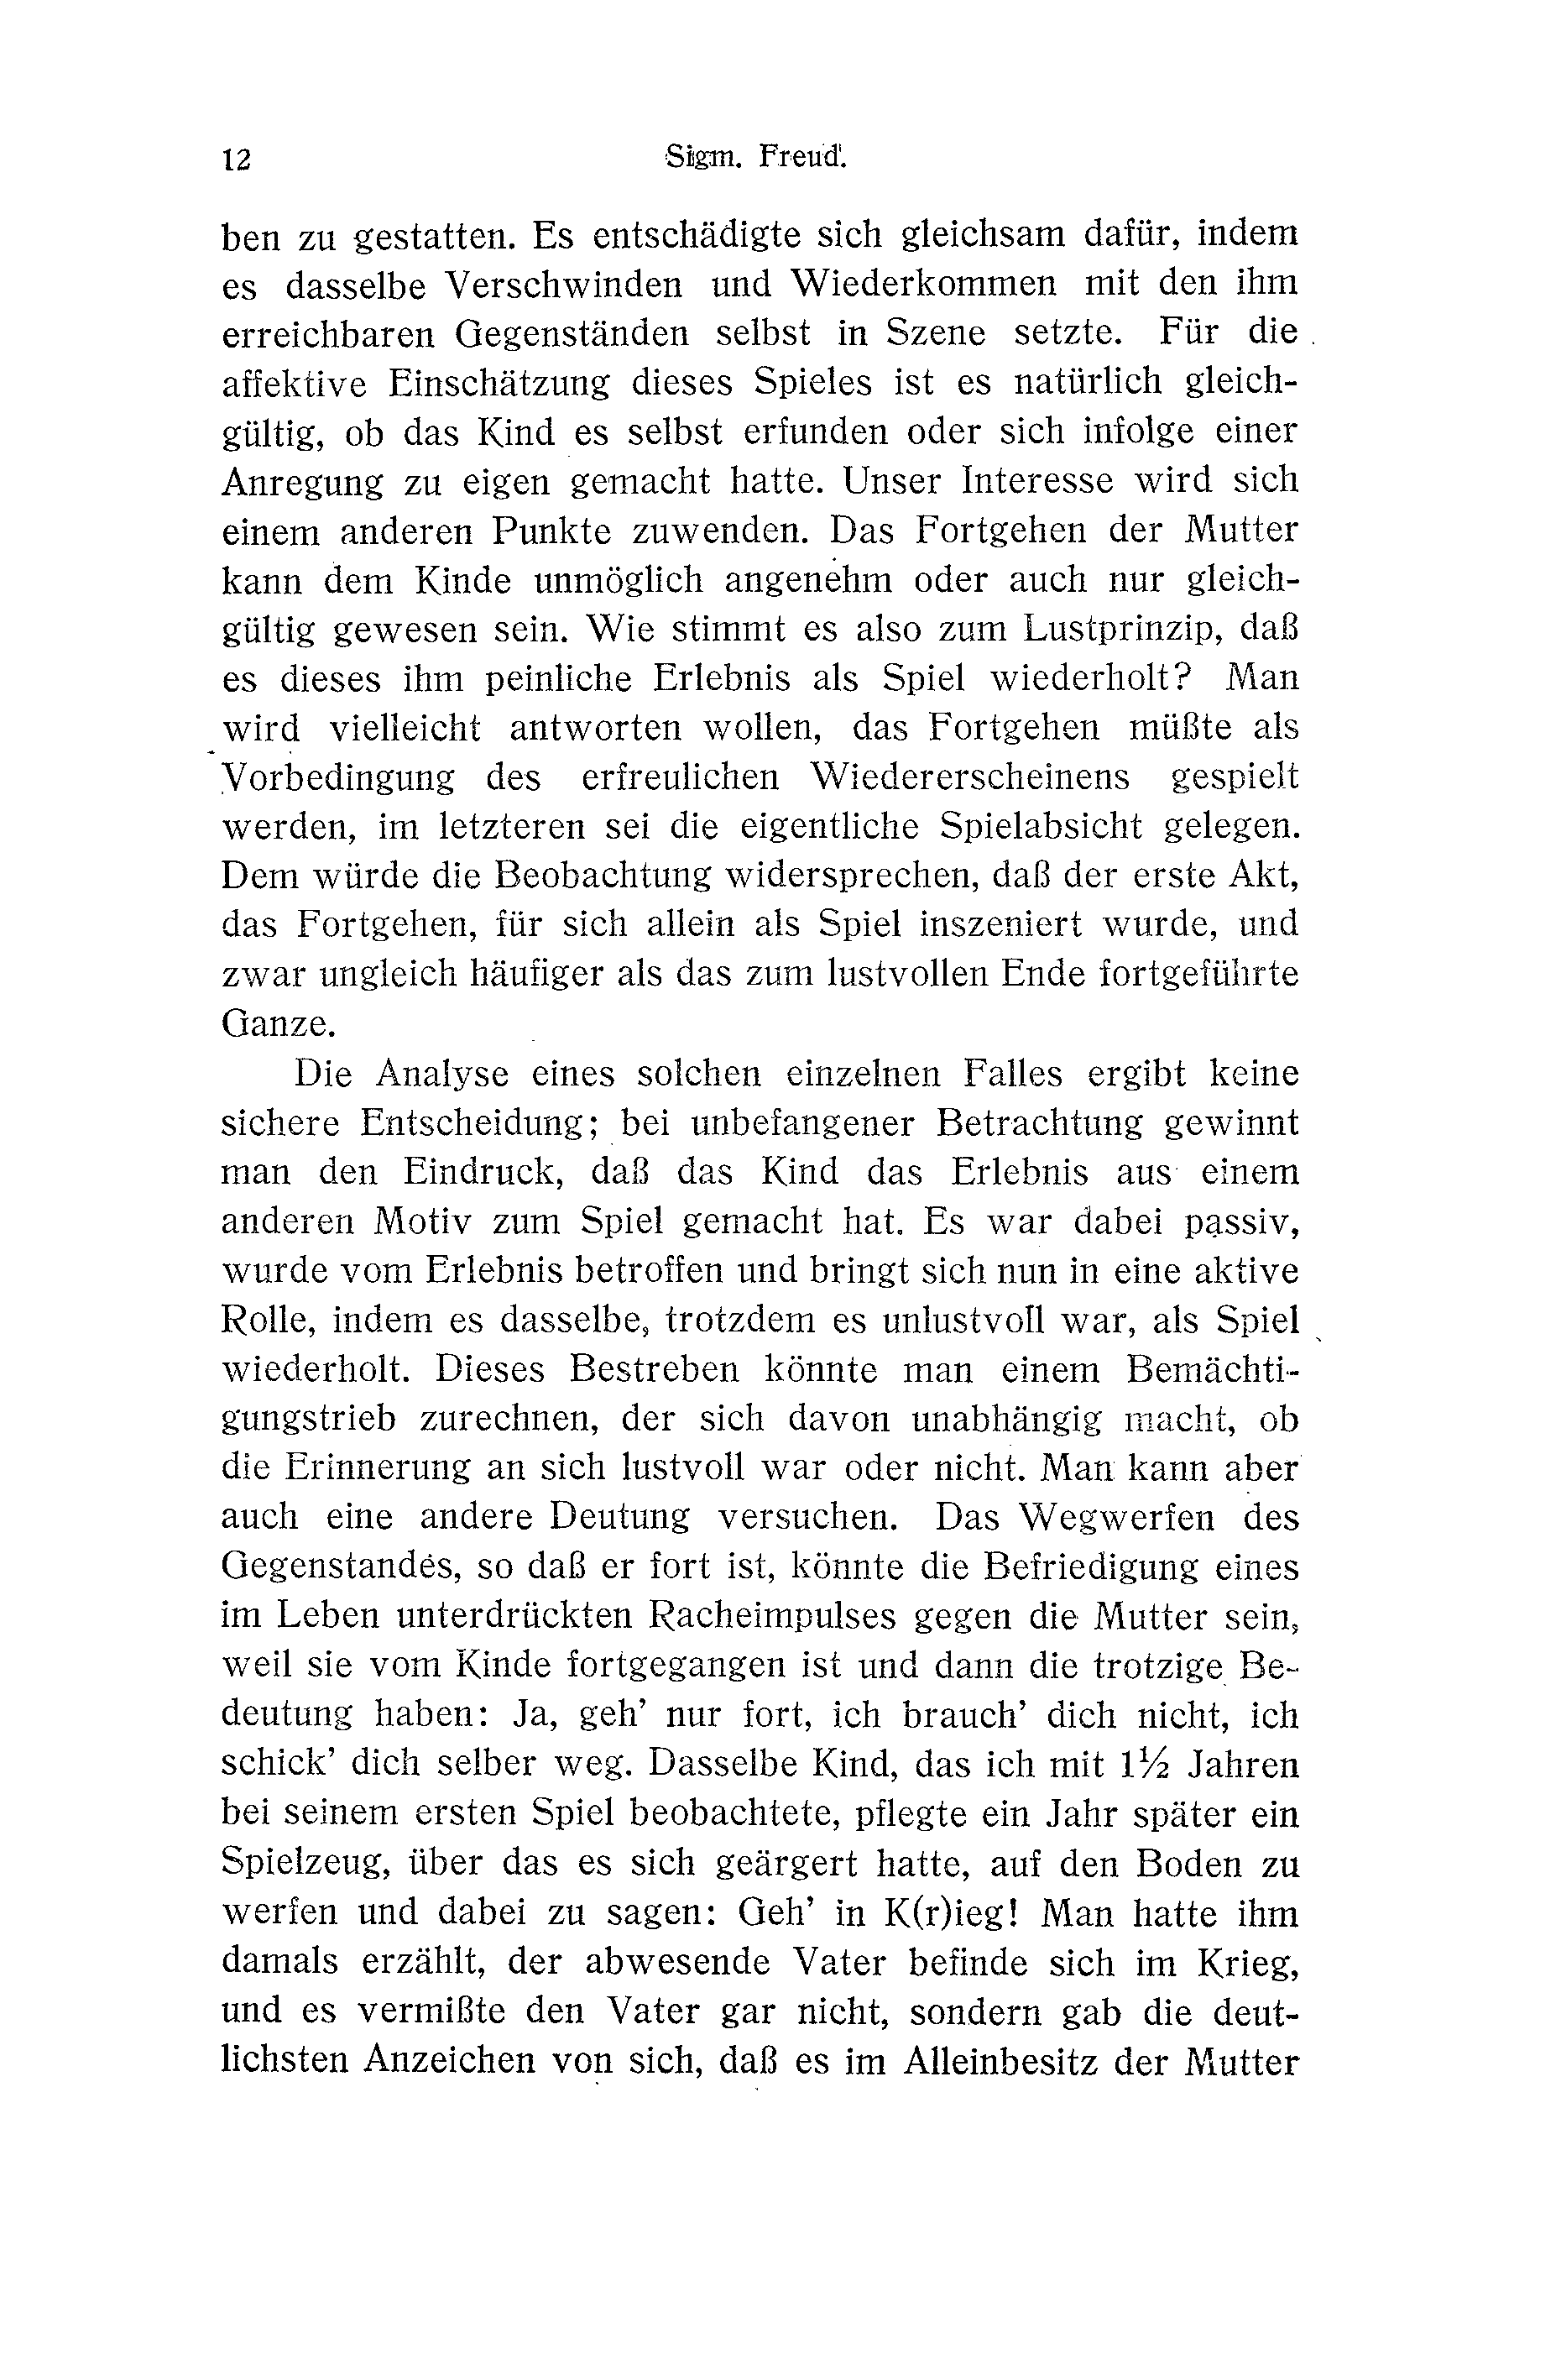 12
Sigm. Freud.
ben zu gestatten. Es entschädigte sich gleichsam dafür, indem
es dasselbe Verschwinden und Wiederkommen mit den ihm
erreichbaren Gegenständen selbst in Szene setzte. Für die
affektive Einschätzung dieses Spieles ist es natürlich gleich-
gültig, ob das Kind es selbst erfunden oder sich infolge einer
Anregung zu eigen gemacht hatte. Unser Interesse wird sich
einem anderen Punkte zuwenden. Das Fortgehen der Mutter
kann dem Kinde unmöglich angenehm oder auch nur gleich-
gültig gewesen sein. Wie stimmt es also zum Lustprinzip, daß
es dieses ihm peinliche Erlebnis als Spiel wiederholt? Man
wird vielleicht antworten wollen, das Fortgehen müßte als
Vorbedingung des erfreulichen Wiedererscheinens gespielt
werden, im letzteren sei die eigentliche Spielabsicht gelegen.
Dem würde die Beobachtung widersprechen, daß der erste Akt,
das Fortgehen, für sich allein als Spiel inszeniert wurde, und
zwar ungleich häufiger als das zum lustvollen Ende fortgeführte
Ganze.
Die Analyse eines solchen einzelnen Falles ergibt keine
sichere Entscheidung; bei unbefangener Betrachtung gewinnt
man den Eindruck, daß das Kind das Erlebnis aus einem
anderen Motiv zum Spiel gemacht hat. Es war dabei passiv,
wurde vom Erlebnis betroffen und bringt sich nun in eine aktive
Rolle, indem es dasselbe, trotzdem es unlustvoll war, als Spiel
wiederholt. Dieses Bestreben könnte man einem Bemächti-
gungstrieb zurechnen, der sich davon unabhängig macht, ob
die Erinnerung an sich lustvoll war oder nicht. Man kann aber
auch eine andere Deutung versuchen. Das Wegwerfen des
Gegenstandes, so daß er fort ist, könnte die Befriedigung eines
im Leben unterdrückten Racheimpulses gegen die Mutter sein,
weil sie vom Kinde fortgegangen ist und dann die trotzige Be-
deutung haben: Ja, geh’ nur fort, ich brauch’ dich nicht, ich
schick’ dich selber weg. Dasselbe Kind, das ich mit 1½ Jahren
bei seinem ersten Spiel beobachtete, pflegte ein Jahr später ein
Spielzeug, über das es sich geärgert hatte, auf den Boden zu
werfen und dabei zu sagen: Geh’ in K(r)ieg! Man hatte ihm
damals erzählt, der abwesende Vater befinde sich im Krieg,
und es vermißte den Vater gar nicht, sondern gab die deut-
lichsten Anzeichen von sich, daß es im Alleinbesitz der Mutter